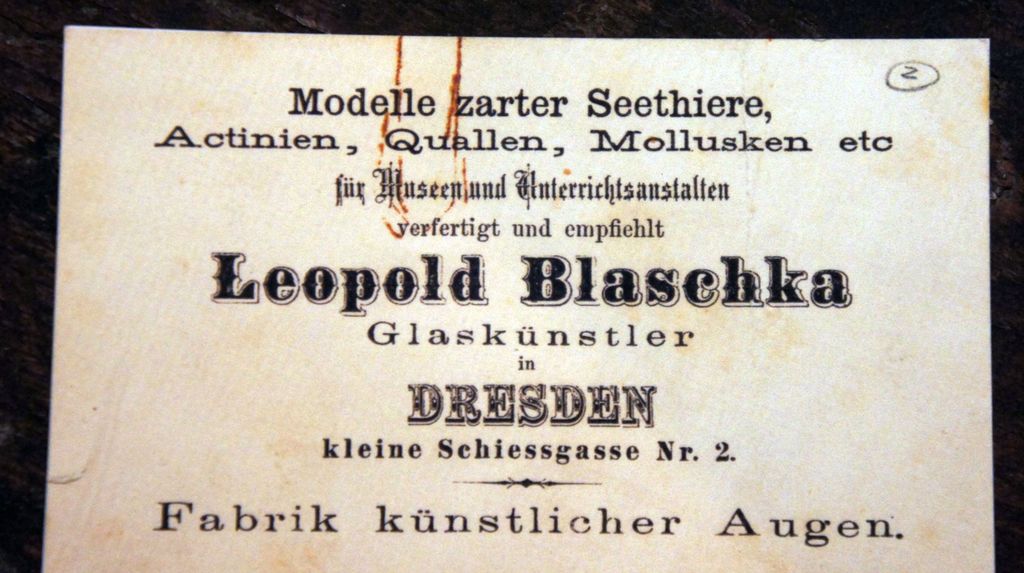 2
Modelle zarter Seethiere,
Actinien, Quallen, Mollusken etc
für Museen und Unterrichtsanstalten
verfertigt und empfiehlt
Leopold Blaschka
Glaskünstler
in
DRESDEN
kleine Schiessgasse Nr. 2.
Fabrik künstlicher Augen.